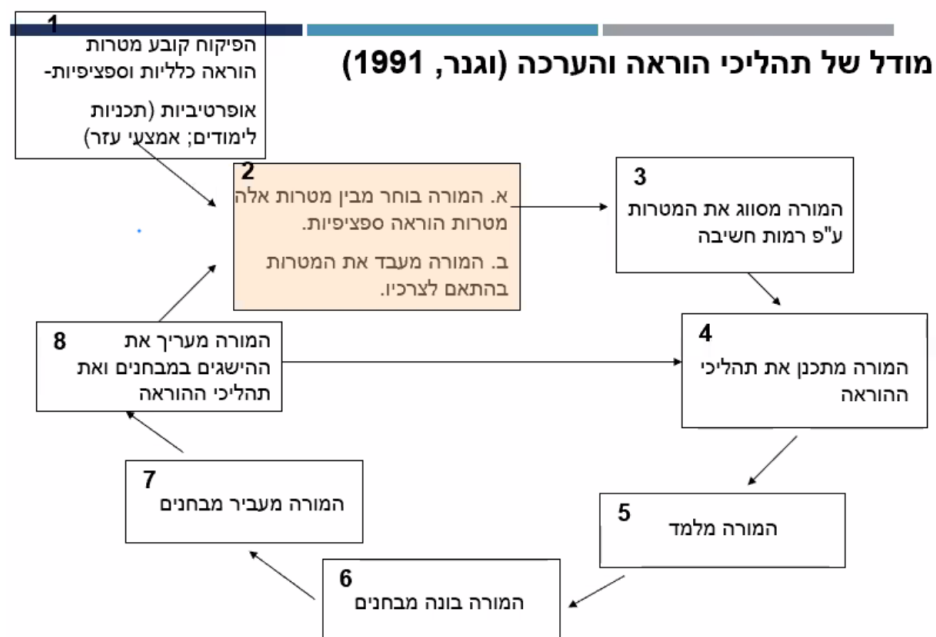 מודל של תהליכי הוראה והערכה (וגנר, 1991)
1
הפיקוח קובע מטרות
הוראה כלליות וספציפיות-
אופרטיביות (תכניות
לימודים; אמצעי עזר)
2
א. המורה בוחר מבין מטרות אלה
מטרות הוראה ספציפיות.
ב. המורה מעבד את המטרות
בהתאם לצרכיו.
3
המורה מסווג את המטרות
ע"פ רמות חשיבה
4
המורה מתכנן את תהליכי
ההוראה
5
המורה מלמד
6
המורה בונה מבחנים
7
המורה מעביר מבחנים
8
המורה מעריך את
ההישגים במבחנים ואת
תהליכי ההוראה